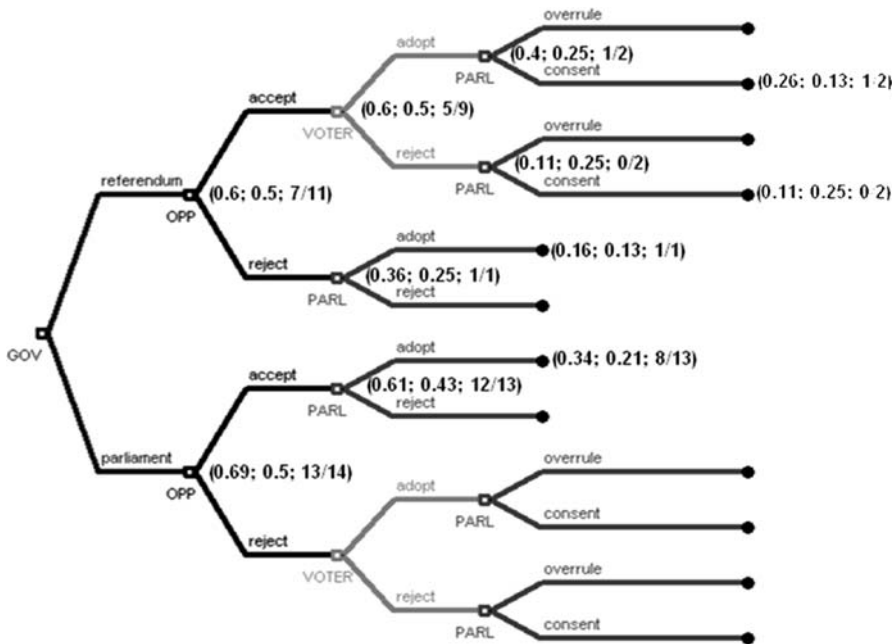 overrule
adopt
(0.4; 0.25; 1/2)
PARL
consent
(0.26; 0.13; 1/2)
accept
(0.6; 0.5; 5/9)
VOTER
overrule
reject
(0.11; 0.25; 0/2)
PARL
consent
(0.11; 0.25; 0/2)
referendum
(0.6; 0.5; 7/11)
OPP
adopt
(0.16; 0.13; 1/1)
reject
(0.36; 0.25; 1/1)
PARL
reject
GOV
adopt
(0.34; 0.21; 8/13)
accept
(0.61; 0.43; 12/13)
PARL
reject
parliament
(0.69; 0.5; 13/14)
OPP
overrule
adopt
PARL
consent
reject
VOTER
overrule
reject
PARL
consent